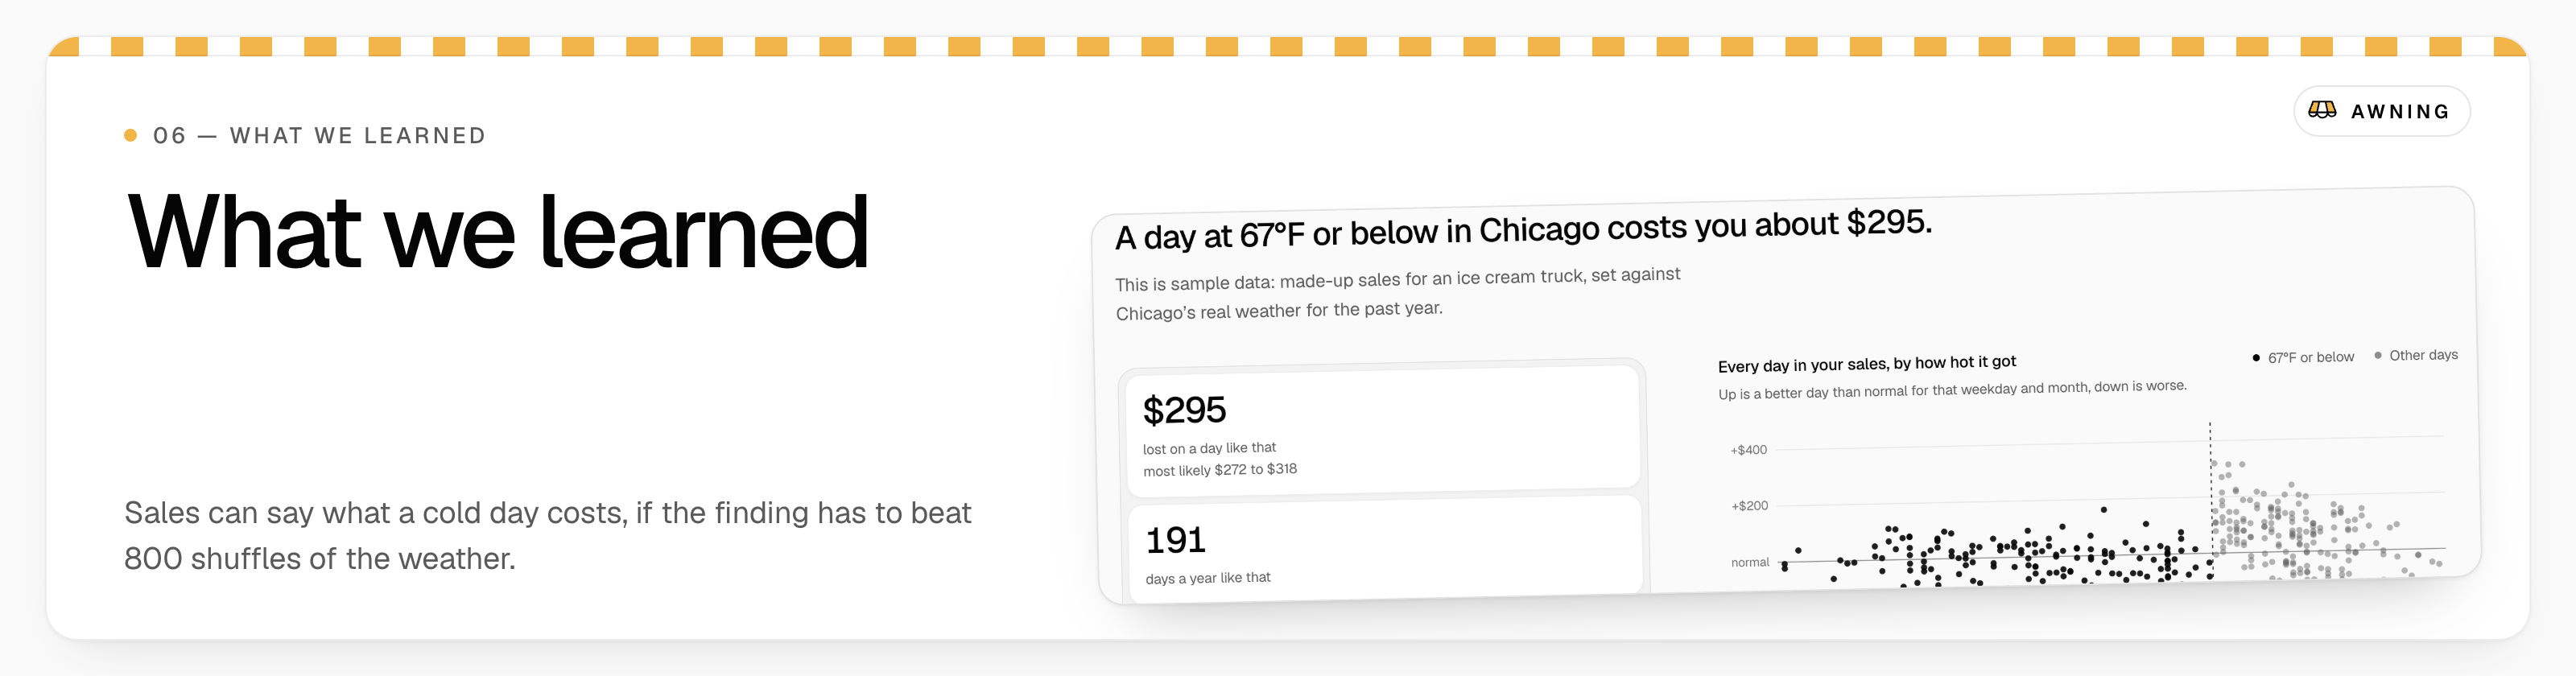 06 — WHAT WE LEARNED
AWNING
What we learned
Sales can say what a cold day costs, if the finding has to beat
800 shuffles of the weather.
A day at 67°F or below in Chicago costs you about $295.
This is sample data: made-up sales for an ice cream truck, set against
Chicago’s real weather for the past year.
$295
lost on a day like that
most likely $272 to $318
191
days a year like that
Every day in your sales, by how hot it got
67°F or below
Other days
Up is a better day than normal for that weekday and month, down is worse.
+$400
+$200
normal